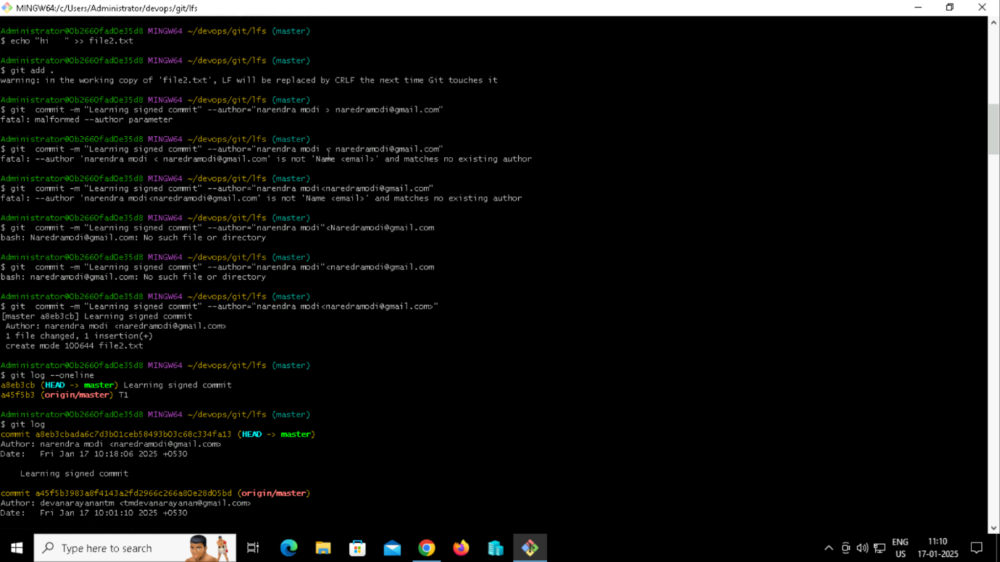 MINGW64:/c/Users/Administrator/devops/git/lfs
Administrator@0b2660fad0e35d8 MINGW64 ~/devops/git/lfs (master)
$ echo "hi   " >> file2.txt
Administrator@0b2660fad0e35d8 MINGW64 ~/devops/git/lfs (master)
$ git add .
warning: in the working copy of 'file2.txt', LF will be replaced by CRLF the next time Git touches it
Administrator@0b2660fad0e35d8 MINGW64 ~/devops/git/lfs (master)
$ git  commit -m "Learning signed commit" --author="narendra modi > naredramodi@gmail.com"
fatal: malformed --author parameter
Administrator@0b2660fad0e35d8 MINGW64 ~/devops/git/lfs (master)
$ git  commit -m "Learning signed commit" --author="narendra modi < naredramodi@gmail.com"
fatal: --author 'narendra modi < naredramodi@gmail.com' is not 'Name <email>' and matches no existing author
Administrator@0b2660fad0e35d8 MINGW64 ~/devops/git/lfs (master)
$ git  commit -m "Learning signed commit" --author="narendra modi<naredramodi@gmail.com"
fatal: --author 'narendra modi<naredramodi@gmail.com' is not 'Name <email>' and matches no existing author
Administrator@0b2660fad0e35d8 MINGW64 ~/devops/git/lfs (master)
$ git  commit -m "Learning signed commit" --author="narendra modi"<Naredramodi@gmail.com
bash: Naredramodi@gmail.com: No such file or directory
Administrator@0b2660fad0e35d8 MINGW64 ~/devops/git/lfs (master)
$ git  commit -m "Learning signed commit" --author="narendra modi"<naredramodi@gmail.com
bash: naredramodi@gmail.com: No such file or directory
Administrator@0b2660fad0e35d8 MINGW64 ~/devops/git/lfs (master)
$ git  commit -m "Learning signed commit" --author="narendra modi<naredramodi@gmail.com>"
[master a8eb3cb] Learning signed commit
 Author: narendra modi <naredramodi@gmail.com>
 1 file changed, 1 insertion(+)
 create mode 100644 file2.txt
Administrator@0b2660fad0e35d8 MINGW64 ~/devops/git/lfs (master)
$ git log --oneline
a8eb3cb (HEAD -> master) Learning signed commit
a45f5b3 (origin/master) T1
Administrator@0b2660fad0e35d8 MINGW64 ~/devops/git/lfs (master)
$ git log
commit a8eb3cbada6c7d3b01ceb58493b03c68c334fa13 (HEAD -> master)
Author: narendra modi <naredramodi@gmail.com>
Date:   Fri Jan 17 10:18:06 2025 +0530
    Learning signed commit
commit a45f5b3983a8f4143a2fd2966c266a80e28d05bd (origin/master)
Author: devanarayanantm <tmdevanarayanan@gmail.com>
Date:   Fri Jan 17 10:01:10 2025 +0530
Type here to search
ENG
US
11:10
17-01-2025